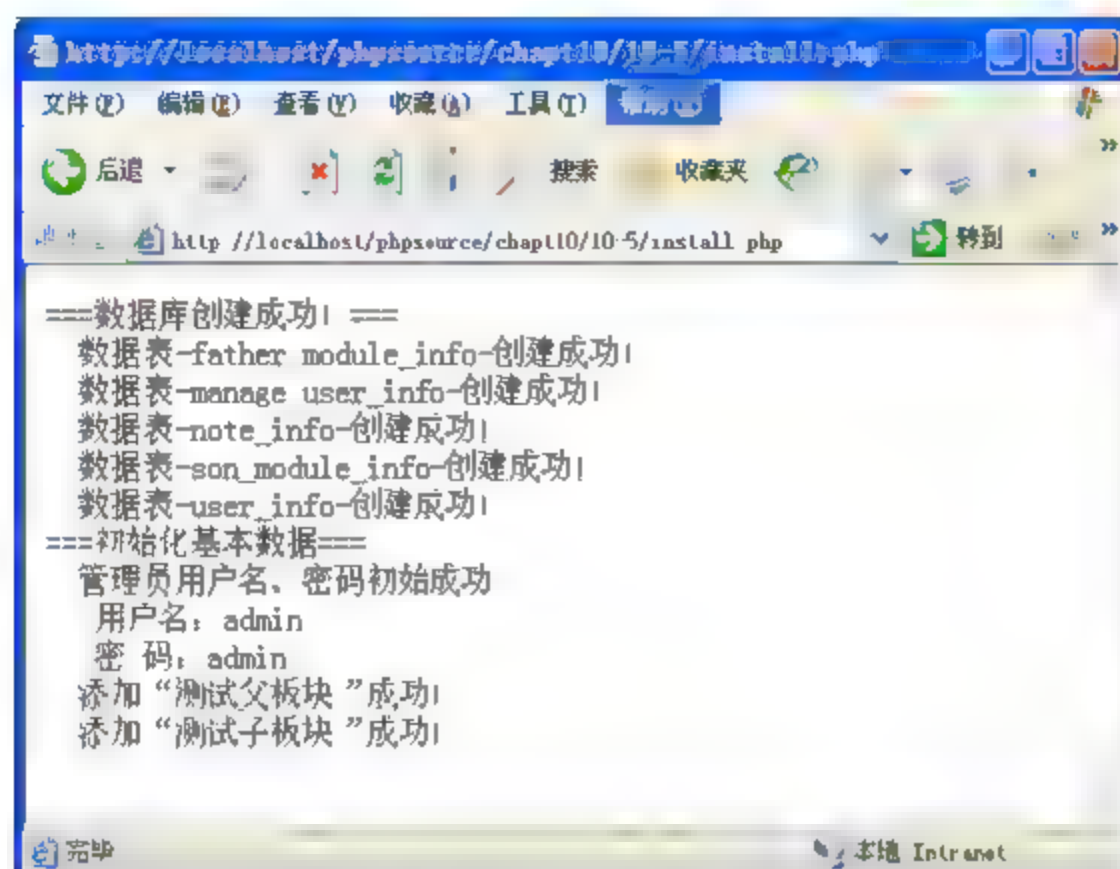 文件(F) 编辑(E) 查看(V) 收藏(A) 工具(T)
后退 搜索 收藏夹
http //localhost/phpsource/chapt10/10-5/install php 转到
===数据库创建成功! ===
数据表-father module_info-创建成功!
数据表-manage user_info-创建成功!
数据表-note_info-创建成功!
数据表-son_module_info-创建成功!
数据表-user_info-创建成功!
===初始化基本数据===
管理员用户名、密码初始成功
用户名: admin
密 码: admin
添加“测试父板块 ”成功!
添加“测试子板块 ”成功!
完毕 本地 Intranet